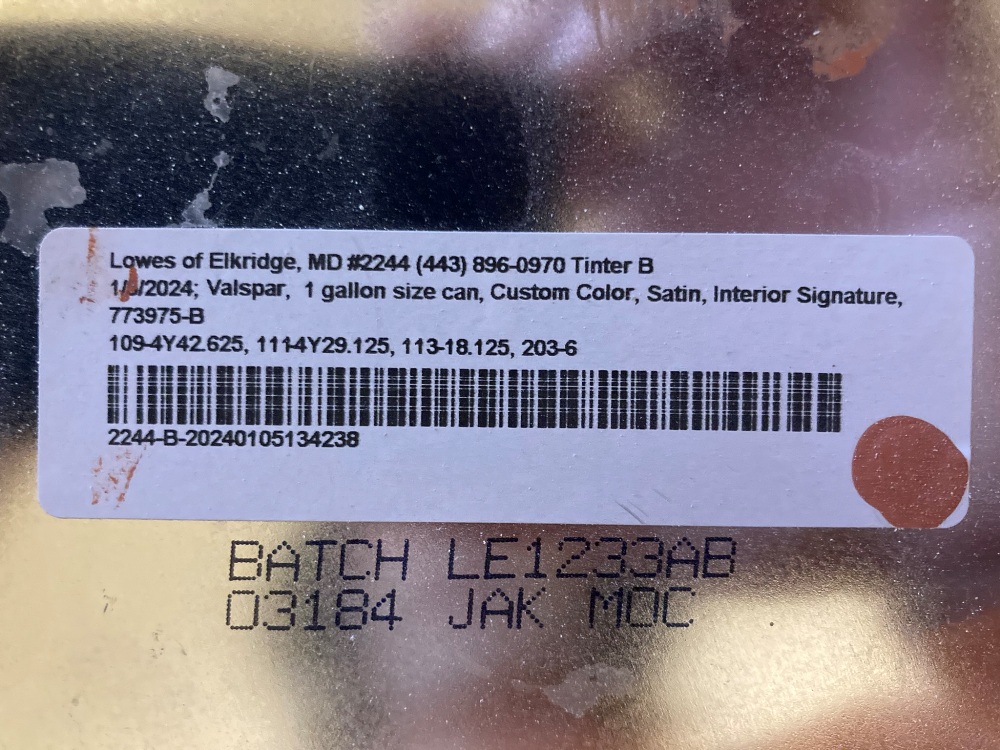 Lowes of Elkridge, MD #2244 (443) 896-0970 Tinter B
Valspar, 1 gallon size can, Custom Color, Satin, Interior Signature,
773975-B
109-4Y42.625, 111-4Y29.125, 113-18.125, 203-6
2244-B-20240105134238
BATCH LE1233AB
03184 JAK MOC